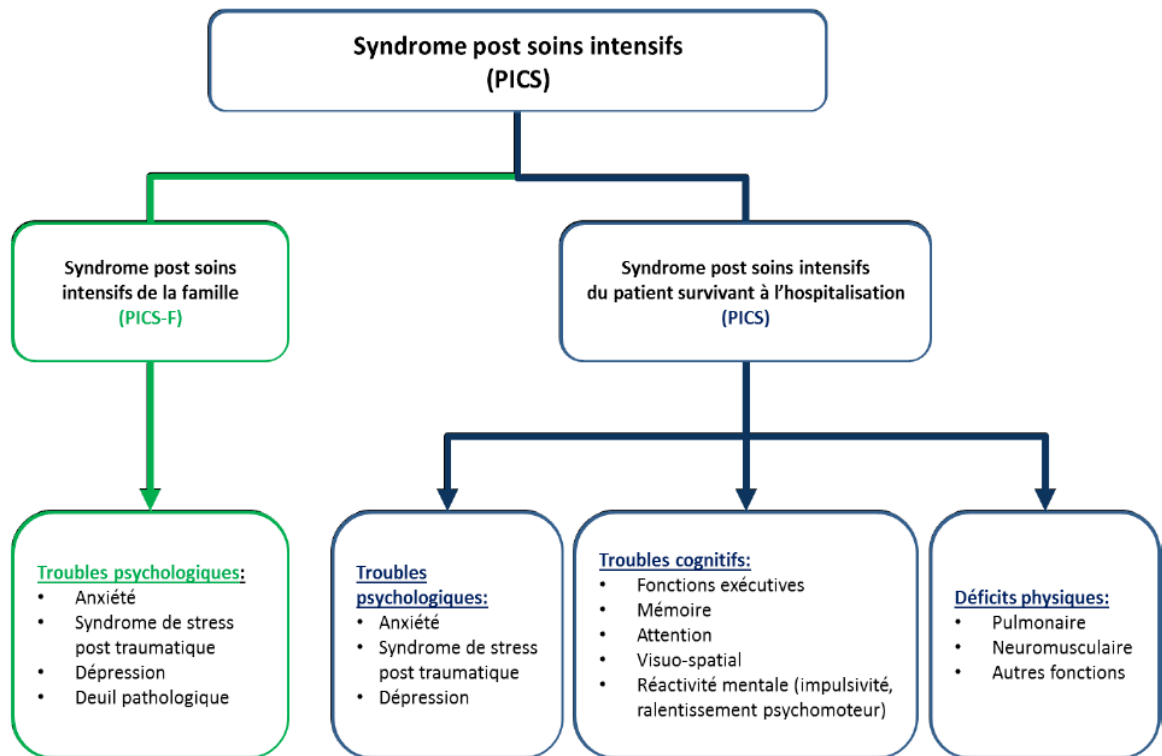 Syndrome post soins intensifs
(PICS)
Syndrome post soins
intensifs de la famille
(PICS-F)
Syndrome post soins intensifs
du patient survivant à l’hospitalisation
(PICS)
Troubles psychologiques:
• Anxiété
• Syndrome de stress
post traumatique
• Dépression
• Deuil pathologique
Troubles
psychologiques:
• Anxiété
• Syndrome de stress
post traumatique
• Dépression
Troubles cognitifs:
• Fonctions exécutives
• Mémoire
• Attention
• Visuo-spatial
• Réactivité mentale (impulsivité,
ralentissement psychomoteur)
Déficits physiques:
• Pulmonaire
• Neuromusculaire
• Autres fonctions